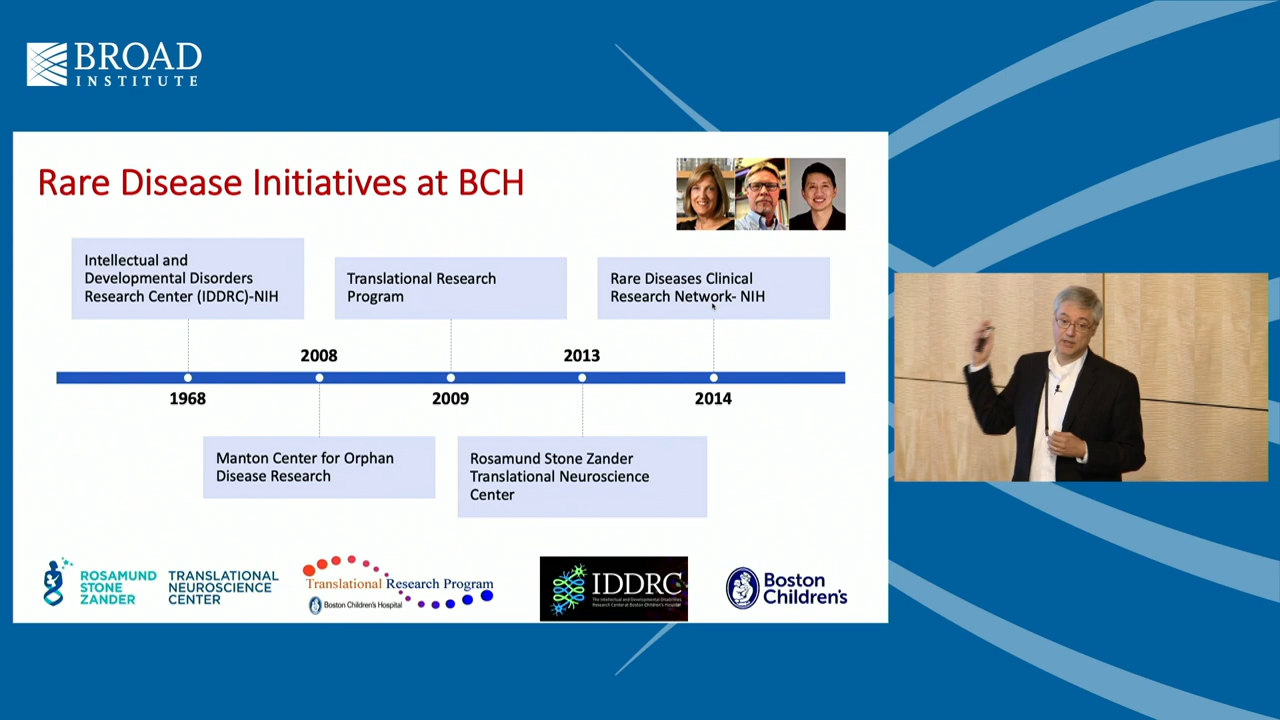 BROAD
INSTITUTE
Rare Disease Initiatives at BCH
Intellectual and
Developmental Disorders
Research Center (IDDRC)-NIH
Translational Research
Program
Rare Diseases Clinical
Research Network- NIH
2008
2013
1968
2009
2014
Manton Center for Orphan
Disease Research
Rosamund Stone Zander
Translational Neuroscience
Center
ROSAMUND
STONE
ZANDER
TRANSLATIONAL
NEUROSCIENCE
CENTER
Translational Research Program
Boston Children's Hospital
IDDRC
The Intellectual and Developmental Disabilities
Research Center at Boston Children's Hospital
Boston
Children's